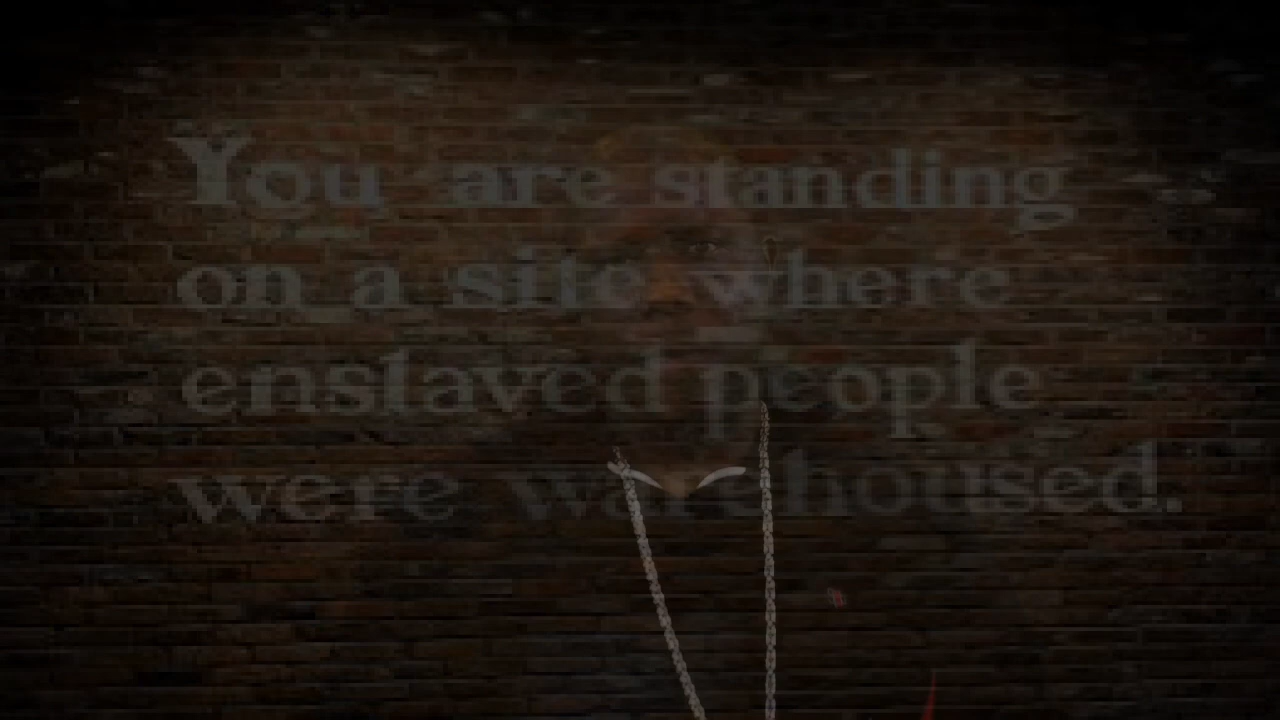 You are standing
on a site where
enslaved people
were warehoused.